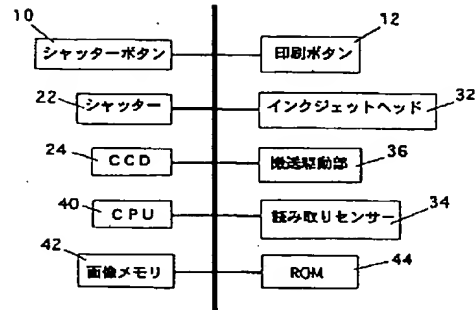 10
シャッターボタン
12
印刷ボタン
22
シャッター
32
インクジェットヘッド
24
CCD
36
搬送駆動部
40
CPU
34
読み取りセンサー
42
画像メモリ
44
ROM